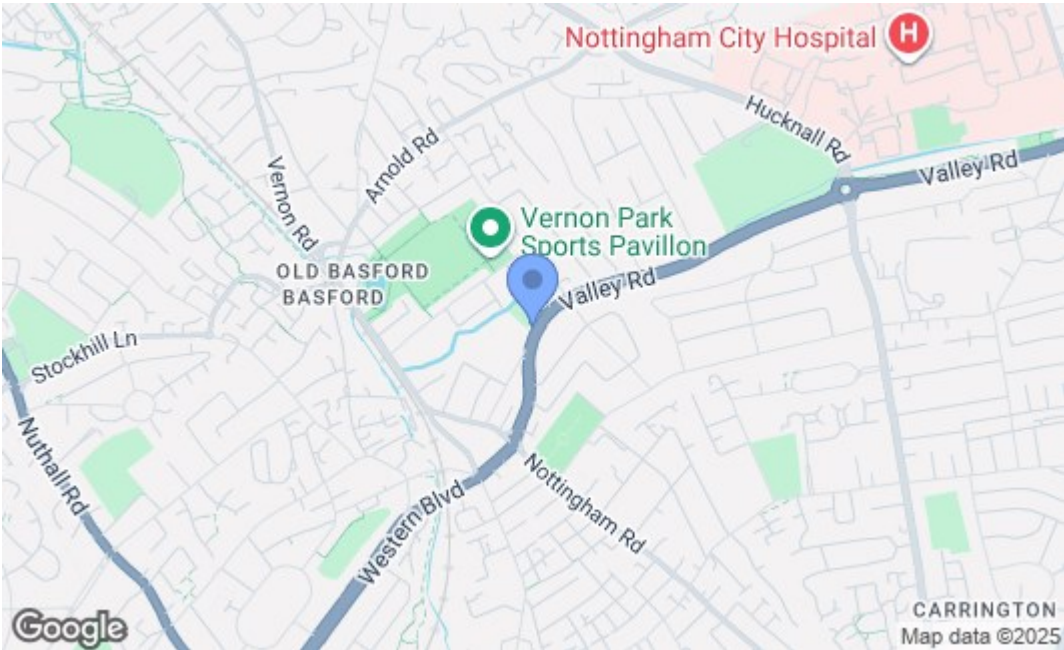 Nottingham City Hospital
H
Hucknall Rd
Valley Rd
Arnold Rd
Vernon Rd
Vernon Park
Sports Pavillon
OLD BASFORD
BASFORD
Valley Rd
Stockhill Ln
Nuthall Rd
Western Blvd
Nottingham Rd
CARRINGTON
Google
Map data ©2025